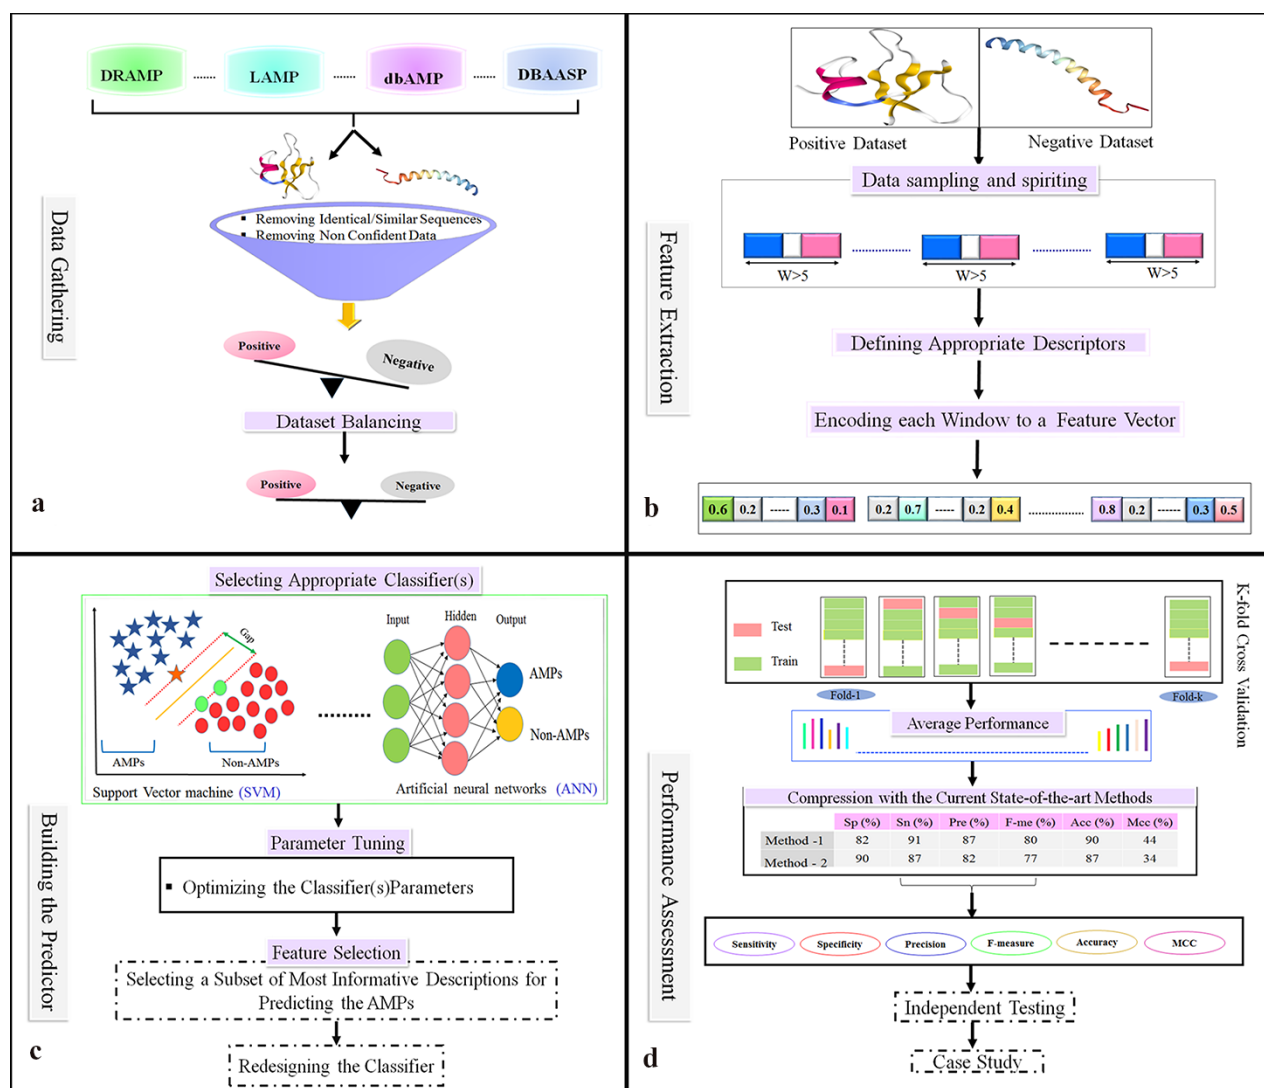 DRAMP ...... LAMP ...... dbAMP ...... DBAASP
Removing Identical/Similar Sequences
Removing Non Confident Data
Positive
Negative
Dataset Balancing
Positive
Negative
Data Gathering
a
Positive Dataset
Negative Dataset
Data sampling and spiriting
W>5
W>5
W>5
Defining Appropriate Descriptors
Encoding each Window to a Feature Vector
0.6 0.2 ----- 0.3 0.1
0.2 0.7 ----- 0.2 0.4
0.8 0.2 ------ 0.3 0.5
Feature Extraction
b
Selecting Appropriate Classifier(s)
Gap
AMPs
Non-AMPs
Support Vector machine (SVM)
Input
Hidden
Output
AMPs
Non-AMPs
Artificial neural networks (ANN)
Parameter Tuning
Optimizing the Classifier(s)Parameters
Feature Selection
Selecting a Subset of Most Informative Descriptions for
Predicting the AMPs
Redesigning the Classifier
Building the Predictor
c
Test
Train
Fold-1
Fold-k
K-fold Cross Validation
Average Performance
Compression with the Current State-of-the-art Methods
Sp (%) Sn (%) Pre (%) F-me (%) Acc (%) Mcc (%)
Method -1 82 91 87 80 90 44
Method - 2 90 87 82 77 87 34
Sensitivity
Specificity
Precision
F-measure
Accuracy
MCC
Independent Testing
Case Study
Performance Assessment
d